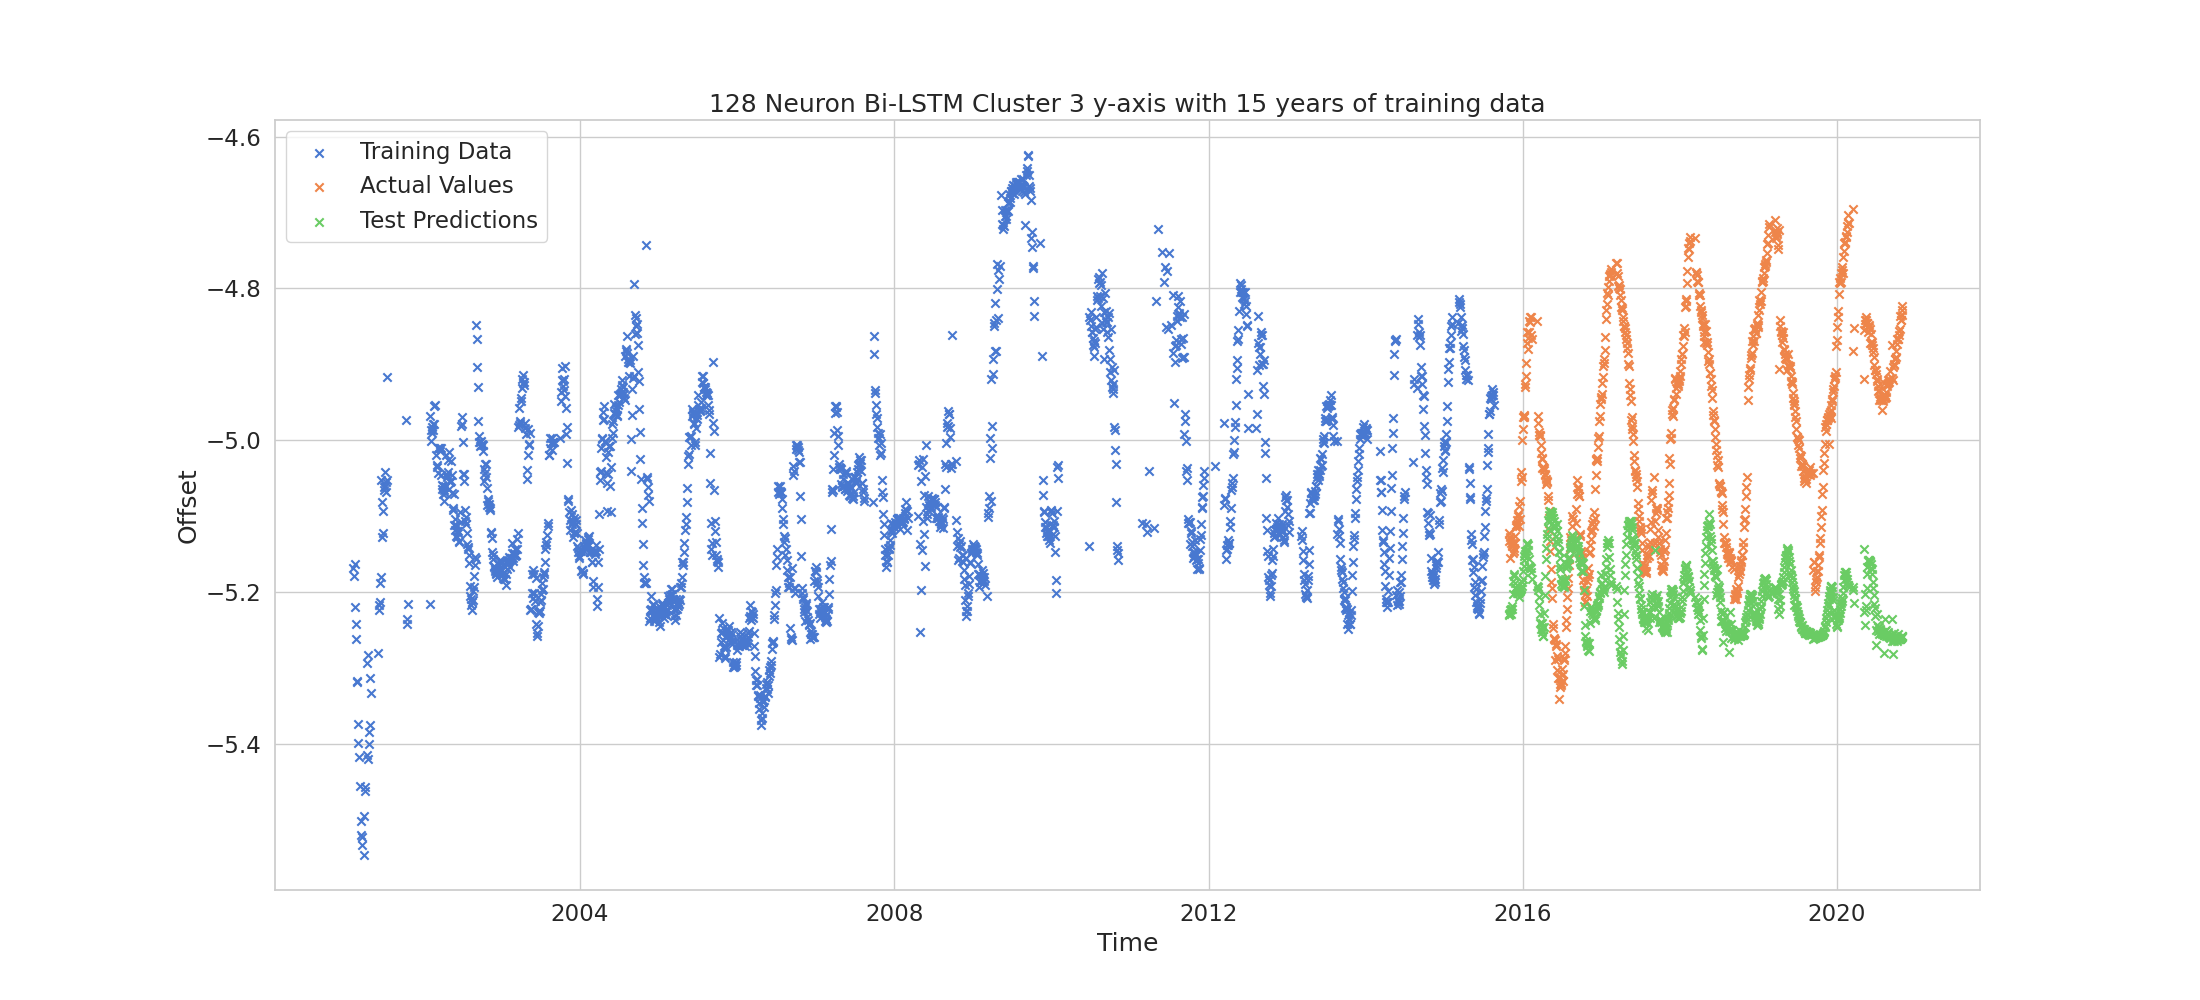 128 Neuron Bi-LSTM Cluster 3 y-axis with 15 years of training data
Training Data
Actual Values
Test Predictions
−4.6
−4.8
−5.0
−5.2
−5.4
Offset
2004 2008 2012 2016 2020
Time